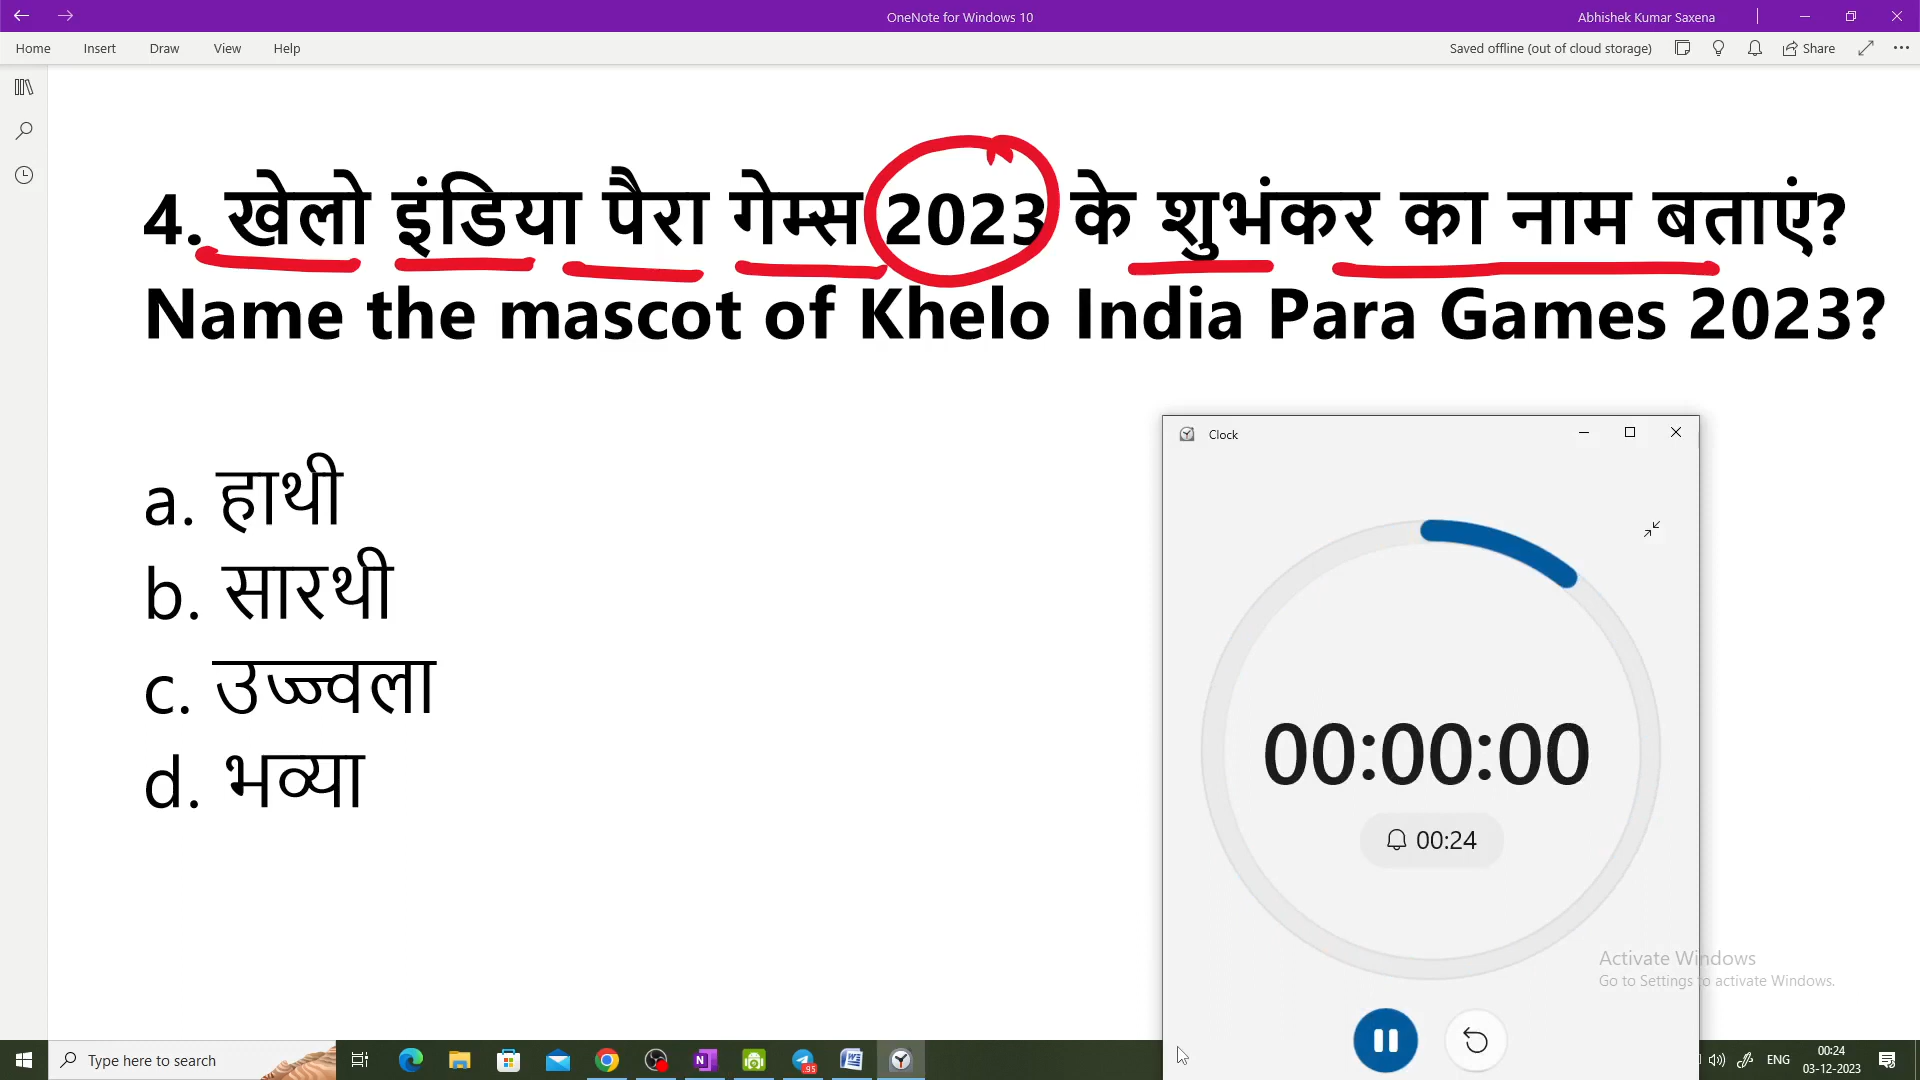 OneNote for Windows 10
Abhishek Kumar Saxena
Home Insert Draw View Help
Saved offline (out of cloud storage) Share
4. खेलो इंडिया पैरा गेम्स 2023 के शुभंकर का नाम बताएं?
Name the mascot of Khelo India Para Games 2023?
a. हाथी
b. सारथी
c. उज्ज्वला
d. भव्या
Clock
00:00:00
00:24
Activate Windows
Go to Settings to activate Windows.
Type here to search
ENG
00:24
03-12-2023